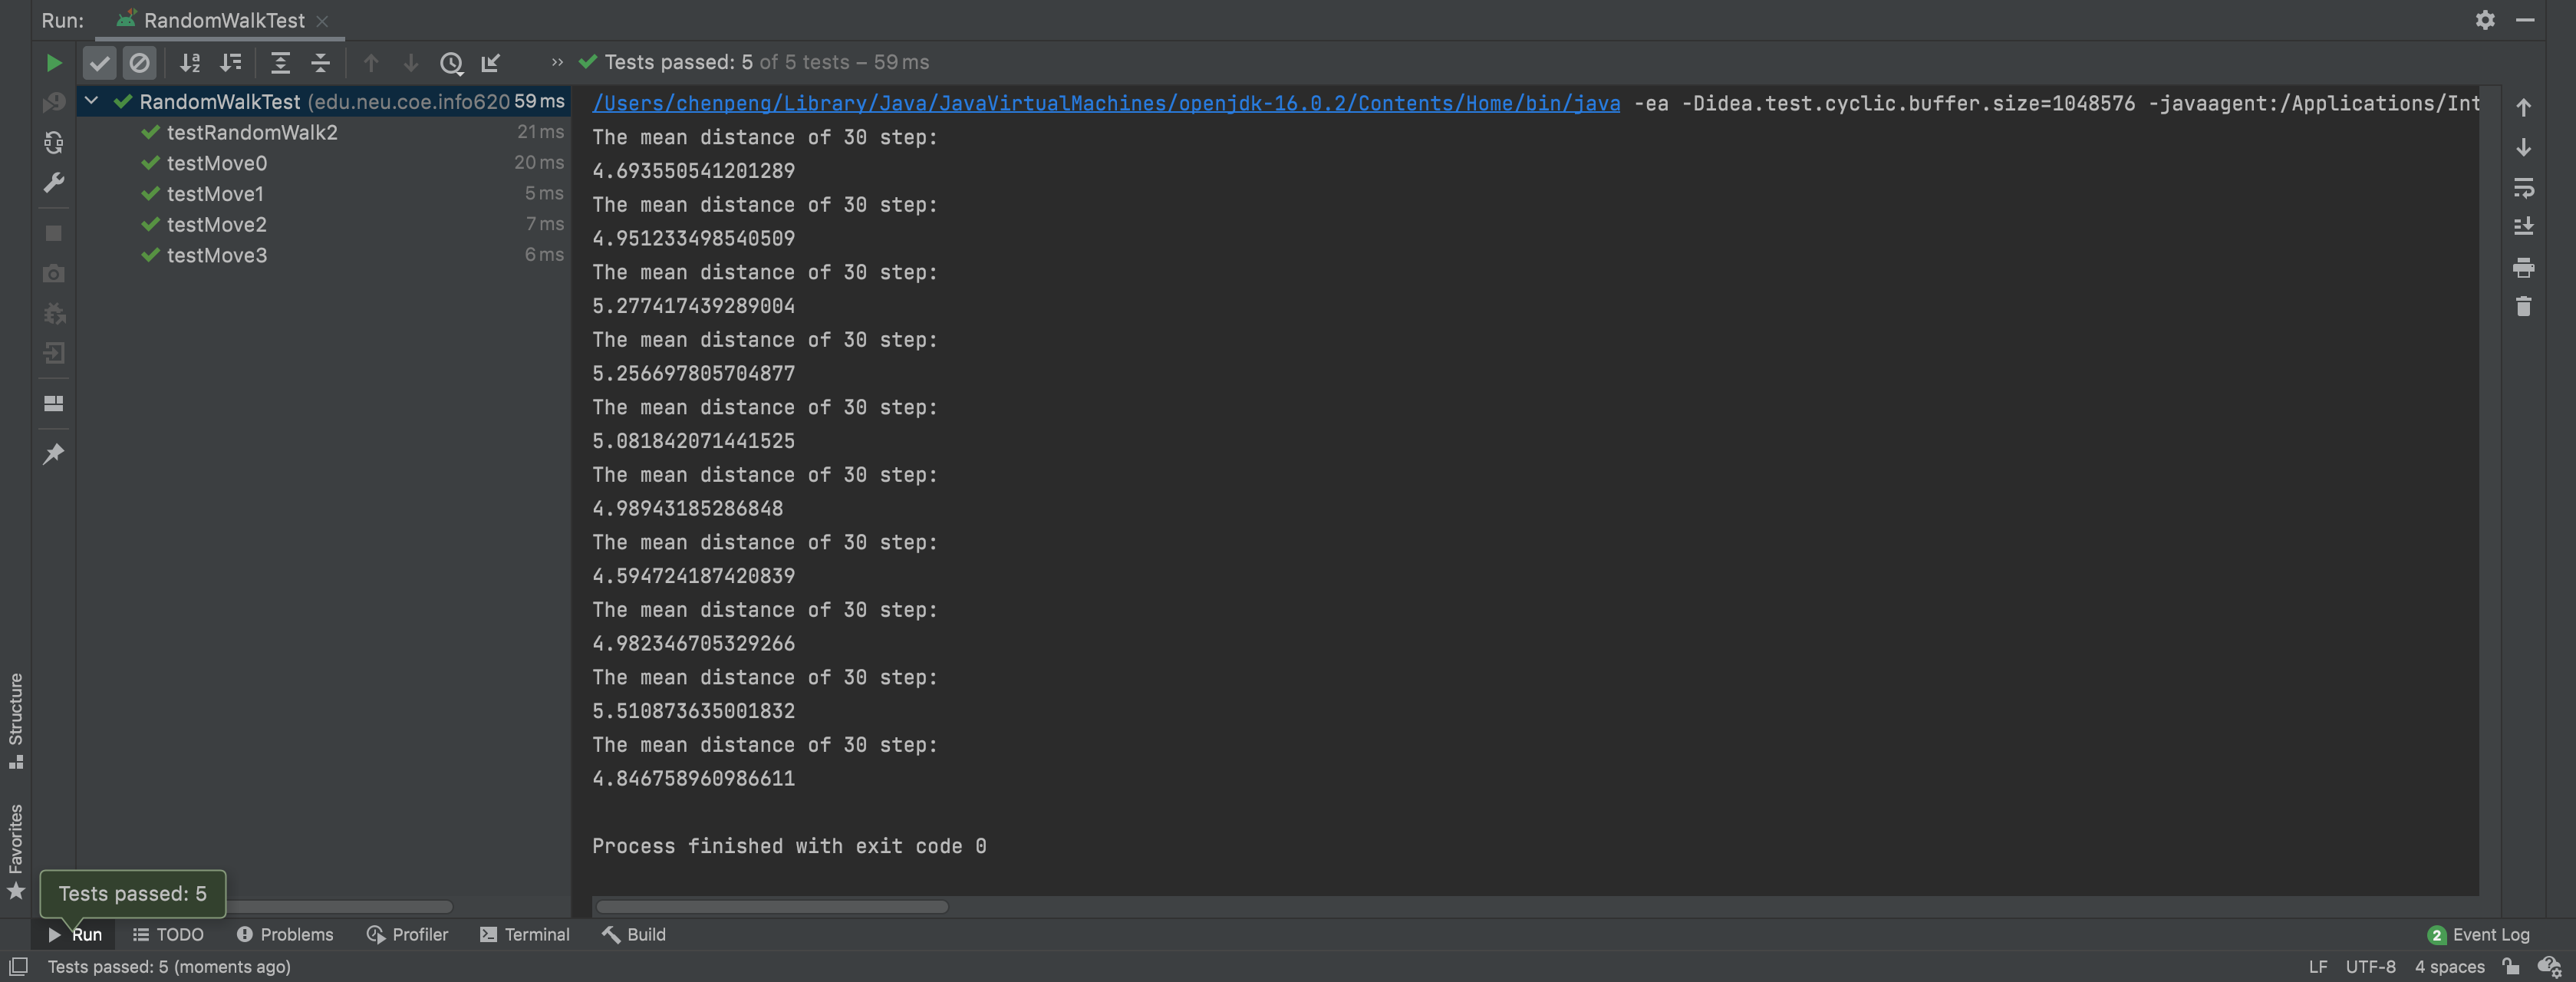 Run: RandomWalkTest
Tests passed: 5 of 5 tests – 59 ms
RandomWalkTest (edu.neu.coe.info620 59 ms
testRandomWalk2 21 ms
testMove0 20 ms
testMove1 5 ms
testMove2 7 ms
testMove3 6 ms
/Users/chenpeng/Library/Java/JavaVirtualMachines/openjdk-16.0.2/Contents/Home/bin/java -ea -Didea.test.cyclic.buffer.size=1048576 -javaagent:/Applications/Int
The mean distance of 30 step:
4.693550541201289
The mean distance of 30 step:
4.951233498540509
The mean distance of 30 step:
5.277417439289004
The mean distance of 30 step:
5.256697805704877
The mean distance of 30 step:
5.081842071441525
The mean distance of 30 step:
4.98943185286848
The mean distance of 30 step:
4.594724187420839
The mean distance of 30 step:
4.982346705329266
The mean distance of 30 step:
5.510873635001832
The mean distance of 30 step:
4.846758960986611
Process finished with exit code 0
Structure
Favorites
Tests passed: 5
Run TODO Problems Profiler Terminal Build 2 Event Log
Tests passed: 5 (moments ago) LF UTF-8 4 spaces